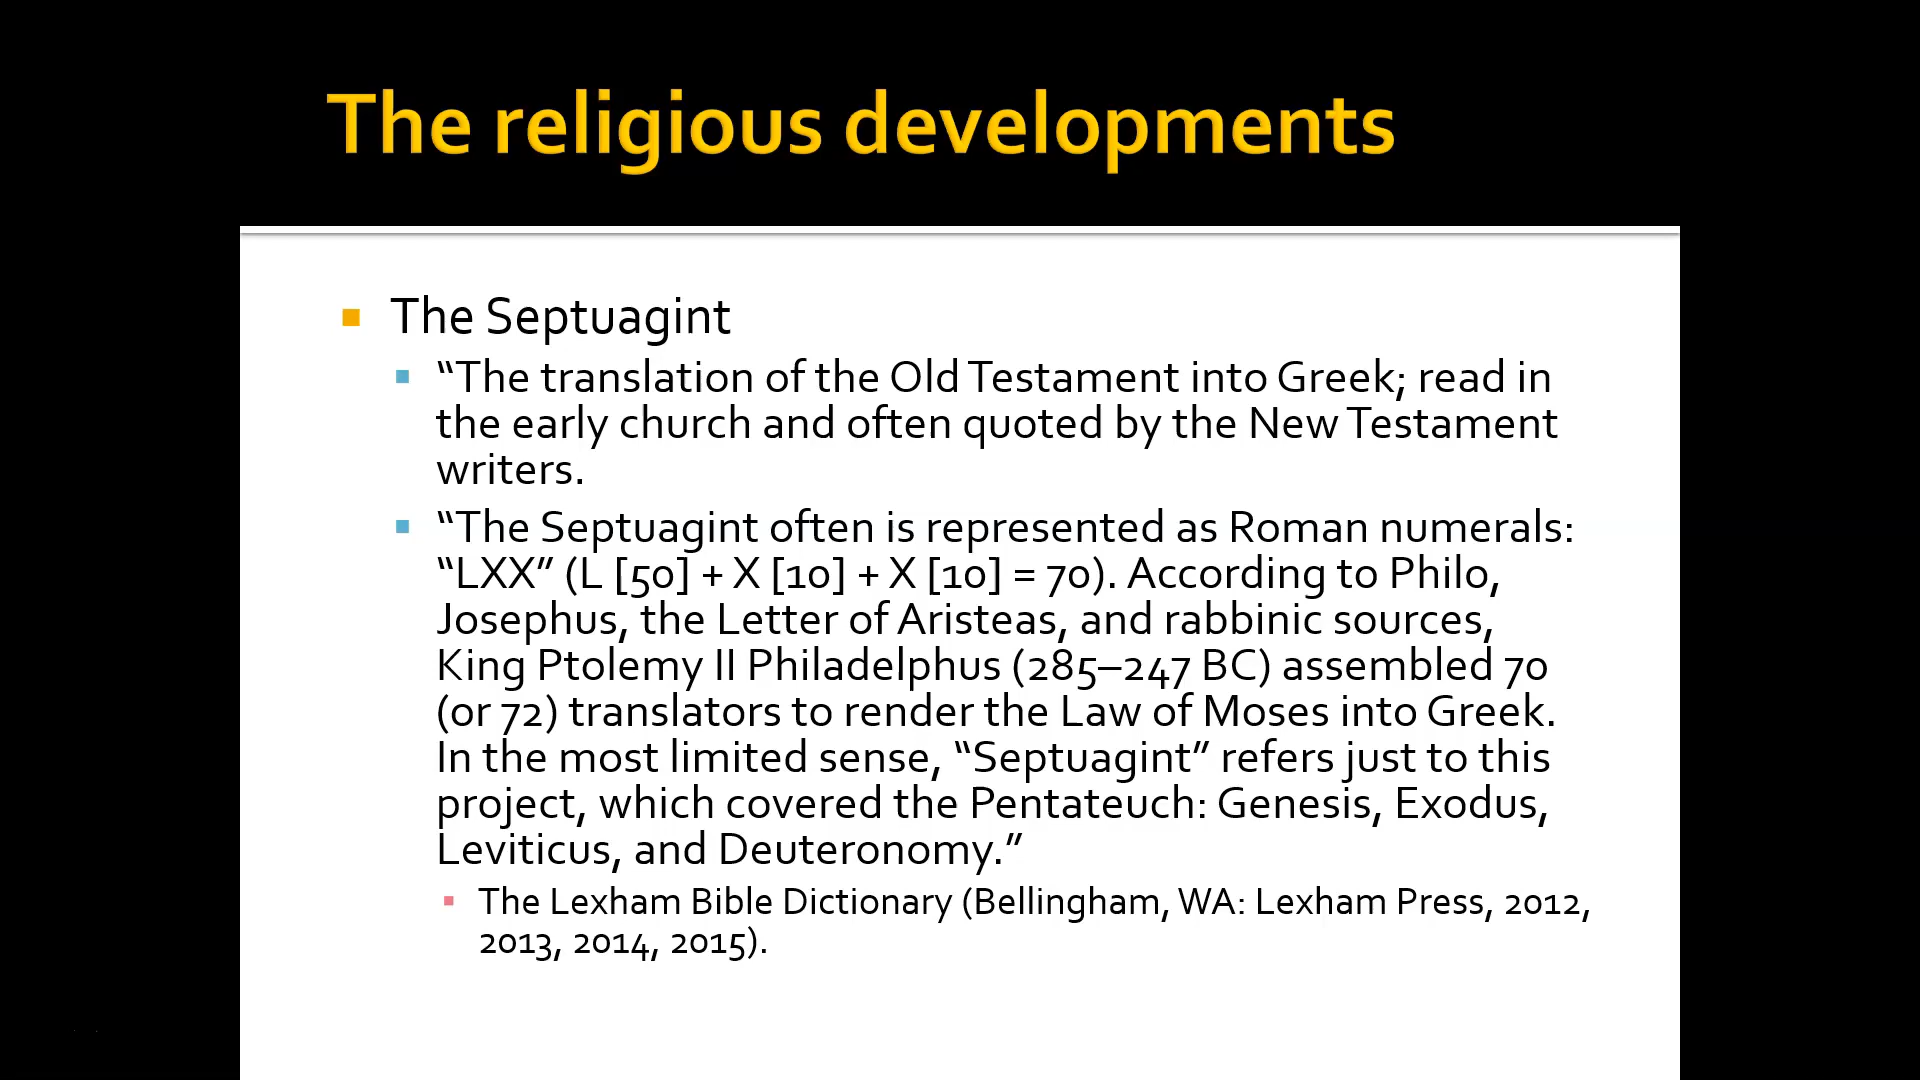 The religious developments
The Septuagint
“The translation of the Old Testament into Greek; read in
the early church and often quoted by the New Testament
writers.
“The Septuagint often is represented as Roman numerals:
“LXX” (L [50] + X [10] + X [10] = 70). According to Philo,
Josephus, the Letter of Aristeas, and rabbinic sources,
King Ptolemy II Philadelphus (285–247 BC) assembled 70
(or 72) translators to render the Law of Moses into Greek.
In the most limited sense, “Septuagint” refers just to this
project, which covered the Pentateuch: Genesis, Exodus,
Leviticus, and Deuteronomy.”
The Lexham Bible Dictionary (Bellingham, WA: Lexham Press, 2012,
2013, 2014, 2015).